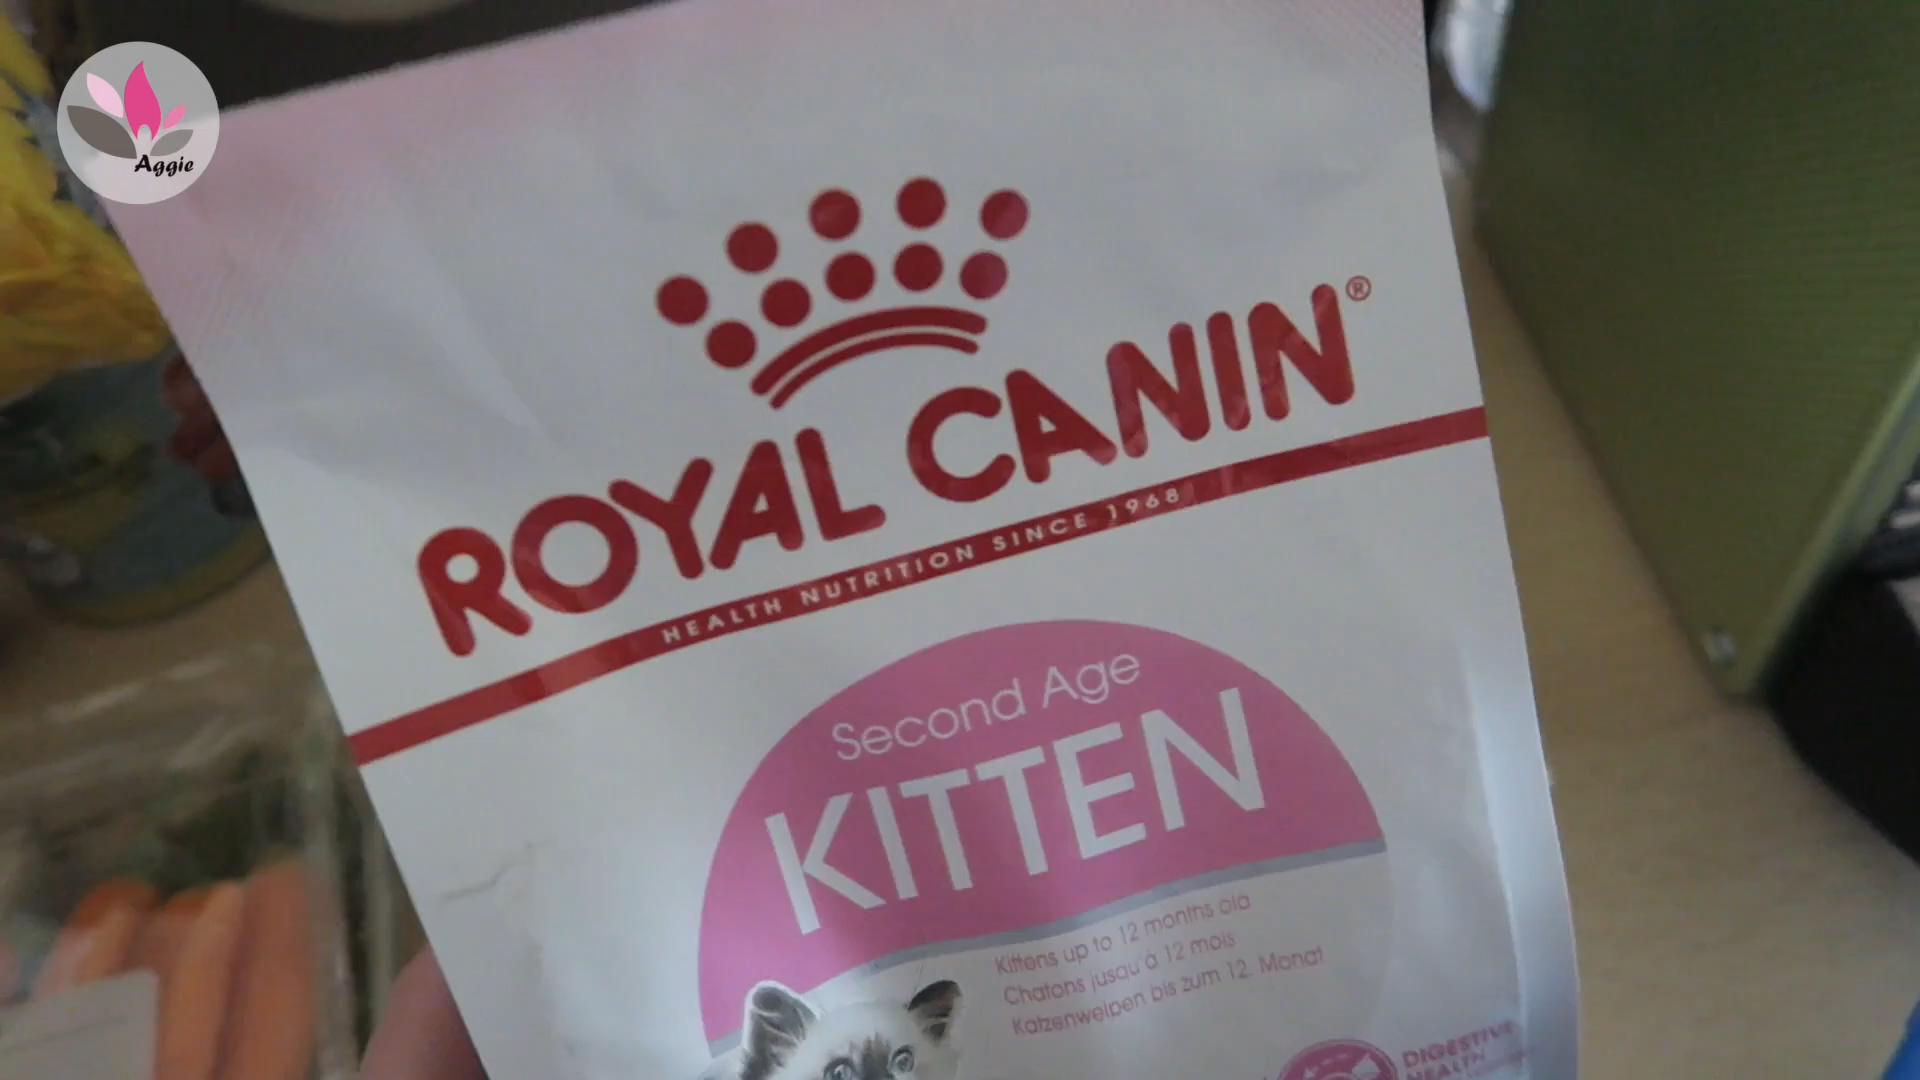 Aggie
ROYAL CANIN®
HEALTH NUTRITION SINCE 1968
Second Age
KITTEN
Kittens up to 12 months old
Chatons jusqu'à 12 mois
Katzenwelpen bis zum 12. Monat
DIGESTIVE
HEALTH